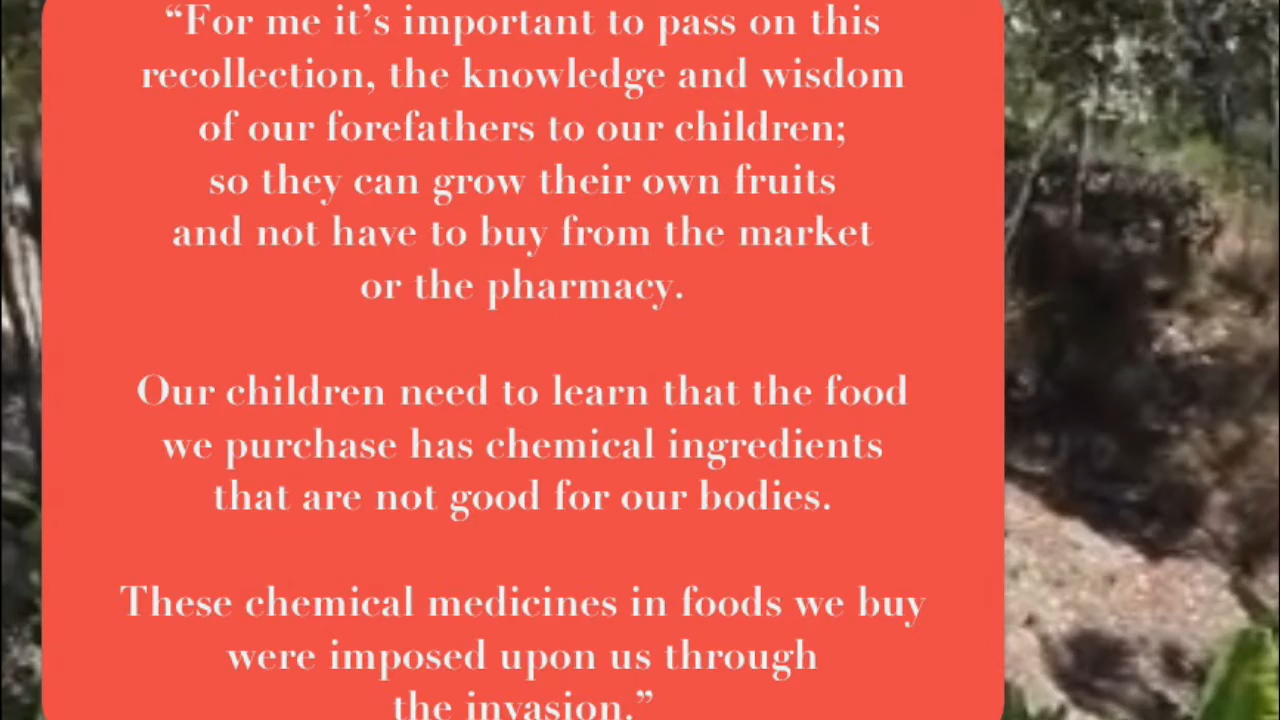 “For me it’s important to pass on this
recollection, the knowledge and wisdom
of our forefathers to our children;
so they can grow their own fruits
and not have to buy from the market
or the pharmacy.
Our children need to learn that the food
we purchase has chemical ingredients
that are not good for our bodies.
These chemical medicines in foods we buy
were imposed upon us through
the invasion.”